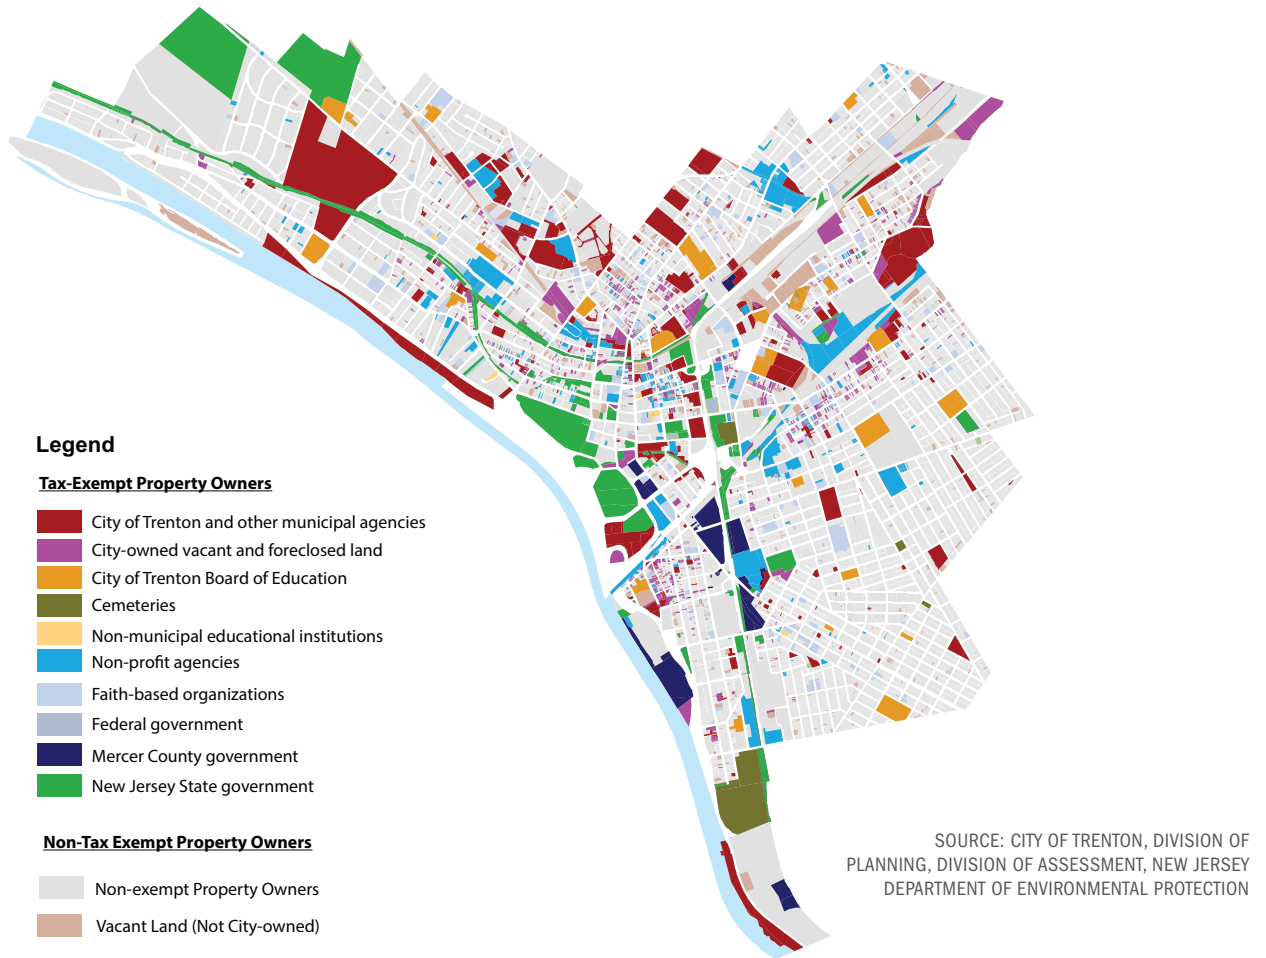 Legend
Tax-Exempt Property Owners
City of Trenton and other municipal agencies
City-owned vacant and foreclosed land
City of Trenton Board of Education
Cemeteries
Non-municipal educational institutions
Non-profit agencies
Faith-based organizations
Federal government
Mercer County government
New Jersey State government
Non-Tax Exempt Property Owners
Non-exempt Property Owners
Vacant Land (Not City-owned)
SOURCE: CITY OF TRENTON, DIVISION OF
PLANNING, DIVISION OF ASSESSMENT, NEW JERSEY
DEPARTMENT OF ENVIRONMENTAL PROTECTION